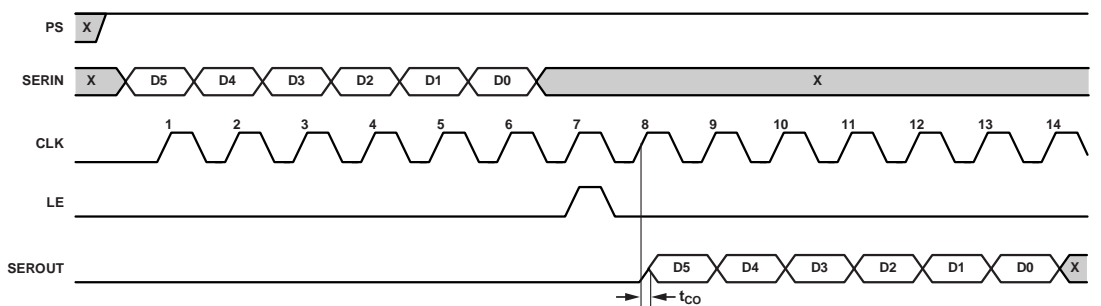 PS X
SERIN X D5 D4 D3 D2 D1 D0 X
1 2 3 4 5 6 7 8 9 10 11 12 13 14
CLK
LE
SEROUT D5 D4 D3 D2 D1 D0 X
tCO